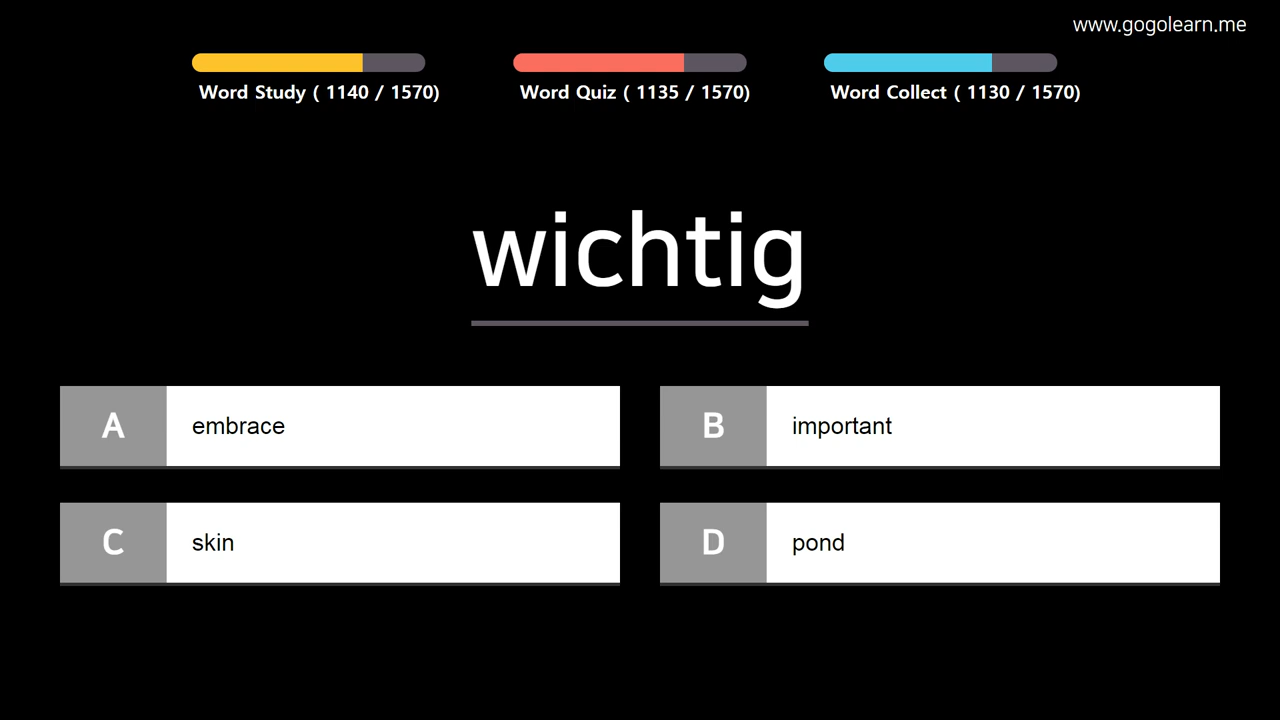 www.gogolearn.me
Word Study ( 1140 / 1570)
Word Quiz ( 1135 / 1570)
Word Collect ( 1130 / 1570)
wichtig
A embrace
B important
C skin
D pond